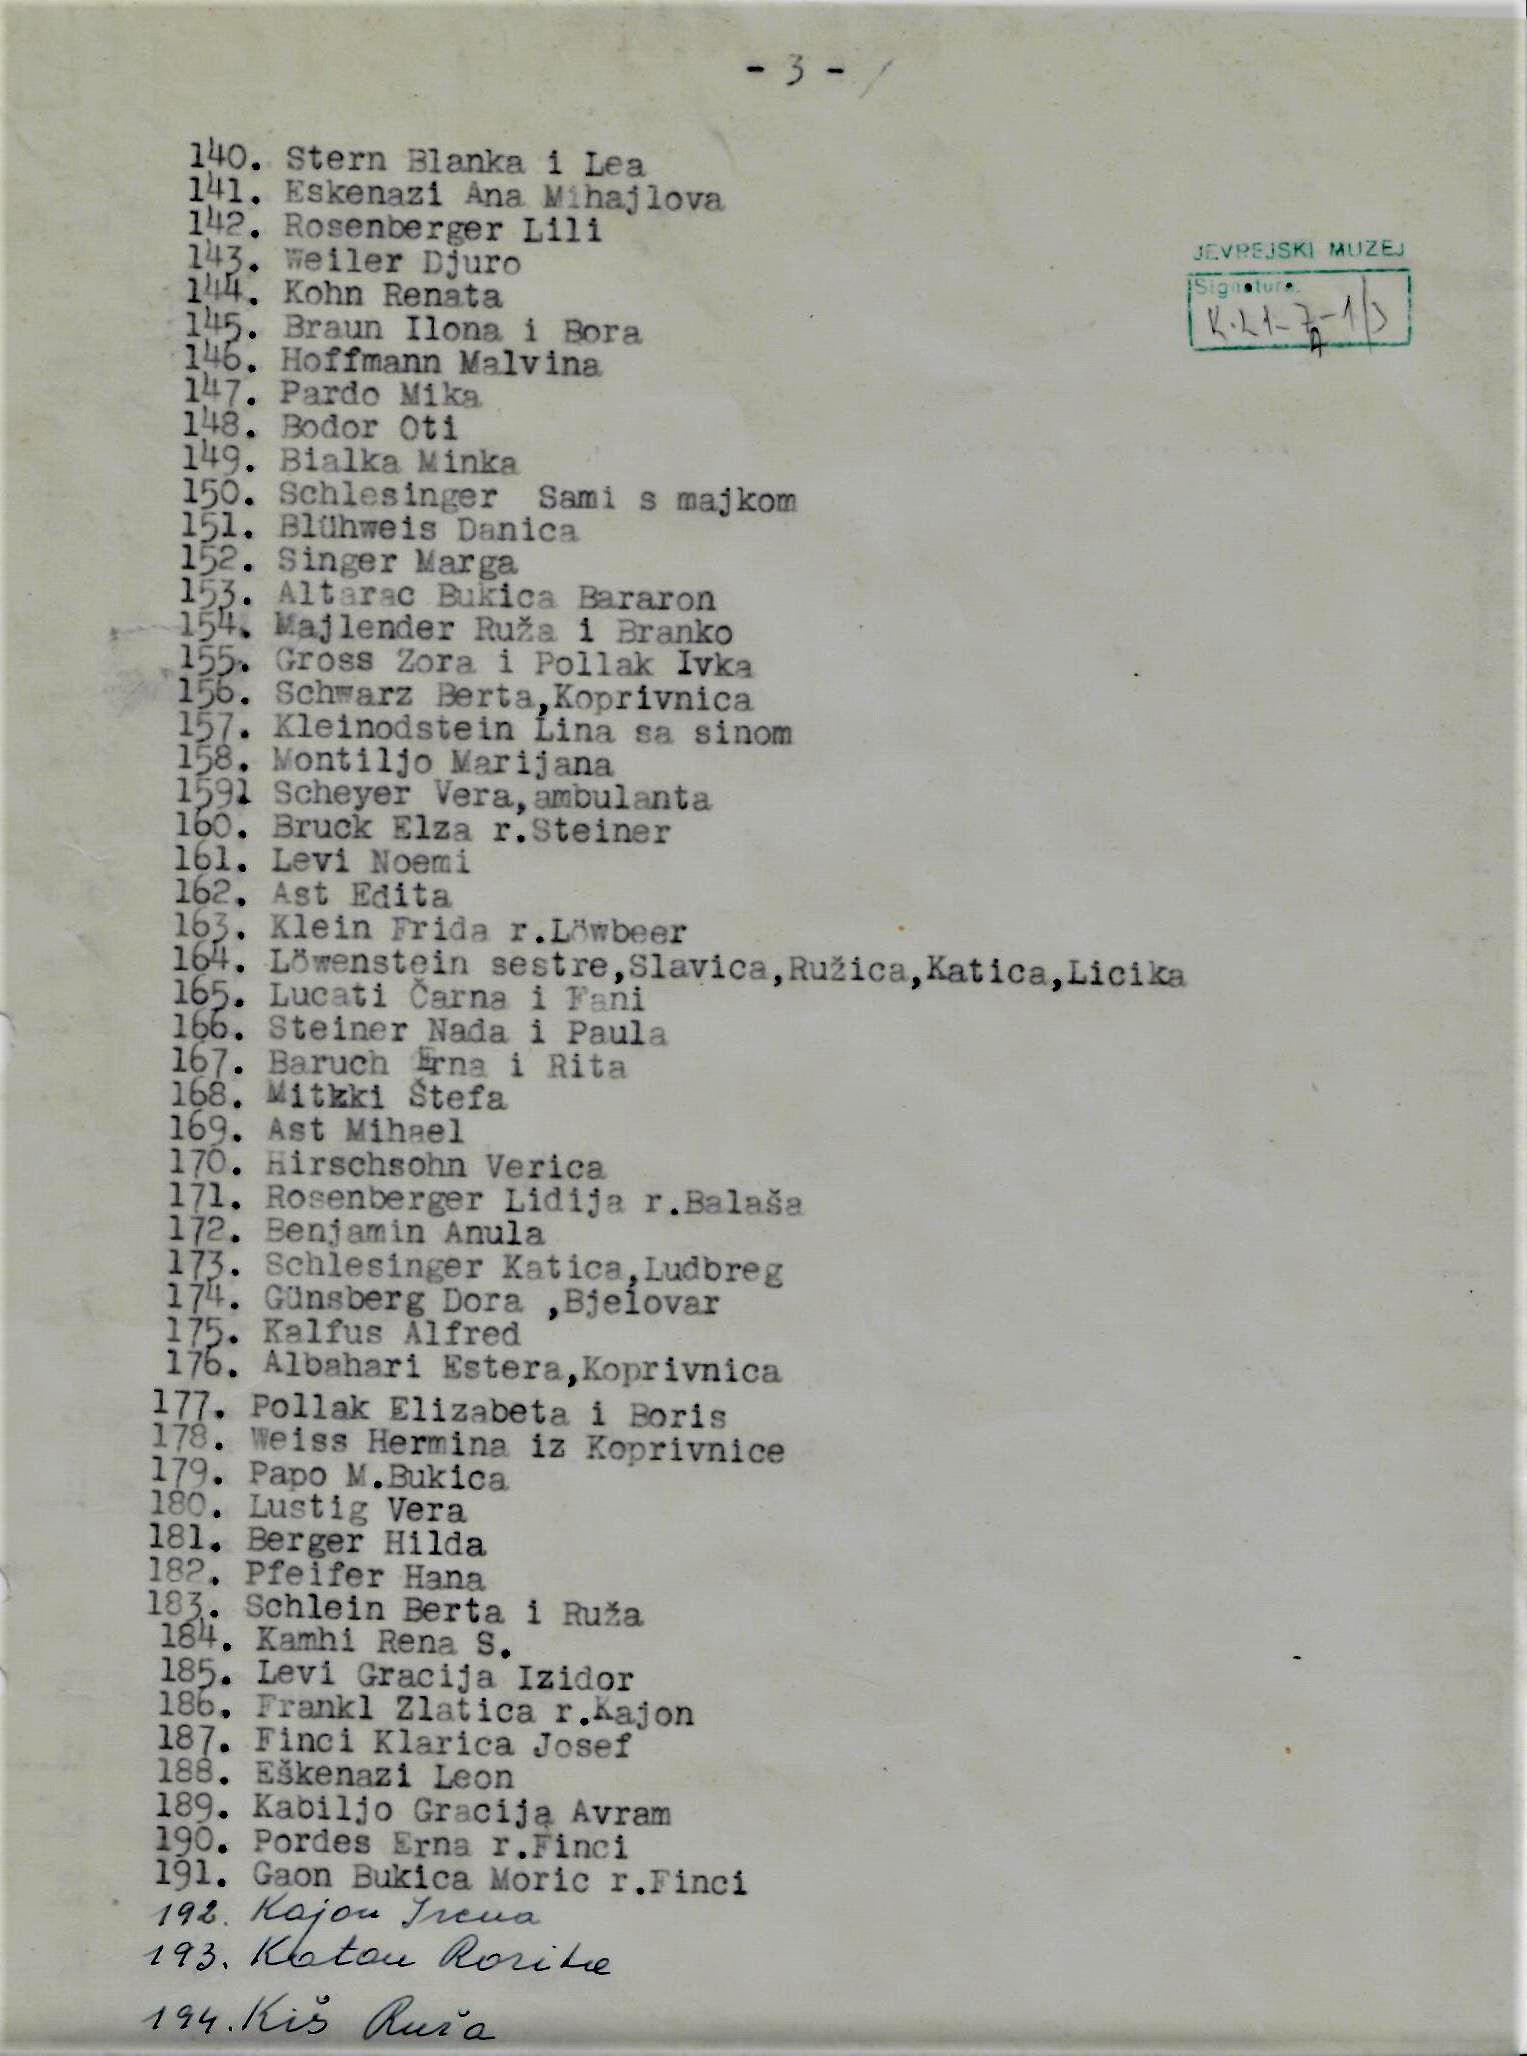 - 3 -
140. Stern Blanka i Lea
141. Eskenazi Ana Mihajlova
142. Rosenberger Lili
JEVREJSKI MUZEJ
143. Weiler Djuro
Signatura:
144. Kohn Renata
K.21-7-1/3
A
145. Braun Ilona i Bora
146. Hoffmann Malvina
147. Pardo Mika
148. Bodor Oti
149. Bialka Minka
150. Schlesinger Sami s majkom
151. Blühweis Danica
152. Singer Marga
153. Altarac Bukica Bararon
154. Majlender Ruža i Branko
155. Gross Zora i Pollak Ivka
156. Schwarz Berta,Koprivnica
157. Kleinodstein Lina sa sinom
158. Montiljo Marijana
1591 Scheyer Vera,ambulanta
160. Bruck Elza r.Steiner
161. Levi Noemi
162. Ast Edita
163. Klein Frida r.Löwbeer
164. Löwenstein sestre,Slavica,Ružica,Katica,Licika
165. Lucati Čarna i Fani
166. Steiner Nada i Paula
167. Baruch Erna i Rita
168. Štefa
169. Ast Mihael
170. Hirschsohn Verica
171. Rosenberger Lidija r.Balaša
172. Benjamin Anula
173. Schlesinger Katica,Ludbreg
174. Günsberg Dora ,Bjelovar
175. Kalfus Alfred
176. Albahari Estera,Koprivnica
177. Pollak Elizabeta i Boris
178. Weiss Hermina iz Koprivnice
179. Papo M.Bukica
180. Lustig Vera
181. Berger Hilda
182. Pfeifer Hana
183. Schlein Berta i Ruža
184. Kamhi Rena S.
185. Levi Gracija Izidor
186. Frankl Zlatica r.Kajon
187. Finci Klarica Josef
188. Eškenazi Leon
189. Kabiljo Gracija Avram
190. Pordes Erna r.Finci
191. Gaon Bukica Moric r.Finci
192. Kajon Irena
193. Katan Rorika
194. Kiš Ruža